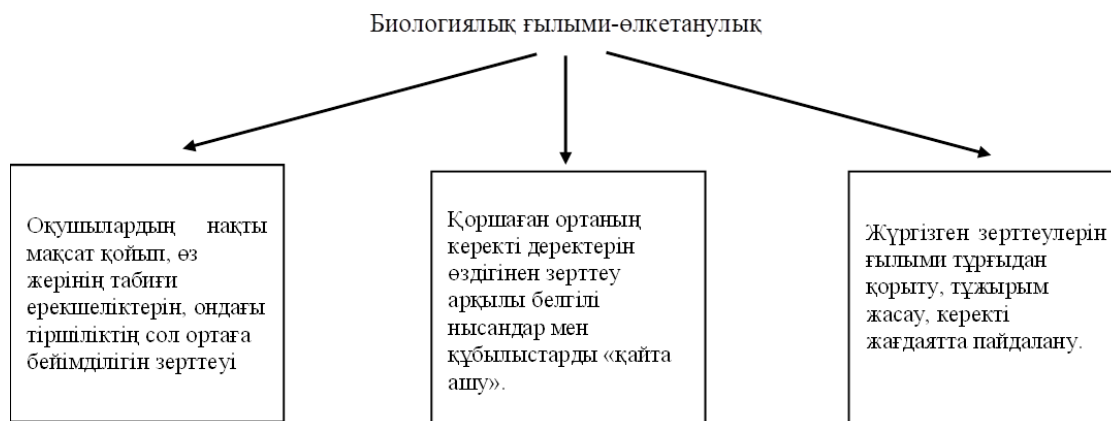 Биологиялық ғылыми-өлкетанулық
Оқушылардың нақты
мақсат қойып, өз
жерінің табиғи
ерекшеліктерін, ондағы
тіршіліктің сол ортаға
бейімділігін зерттеуі
Қоршаған ортаның
керекті деректерін
өздігінен зерттеу
арқылы белгілі
нысандар мен
құбылыстарды «қайта
ашу».
Жүргізген зерттеулерін
ғылыми тұрғыдан
қорыту, тұжырым
жасау, керекті
жағдаятта пайдалану.